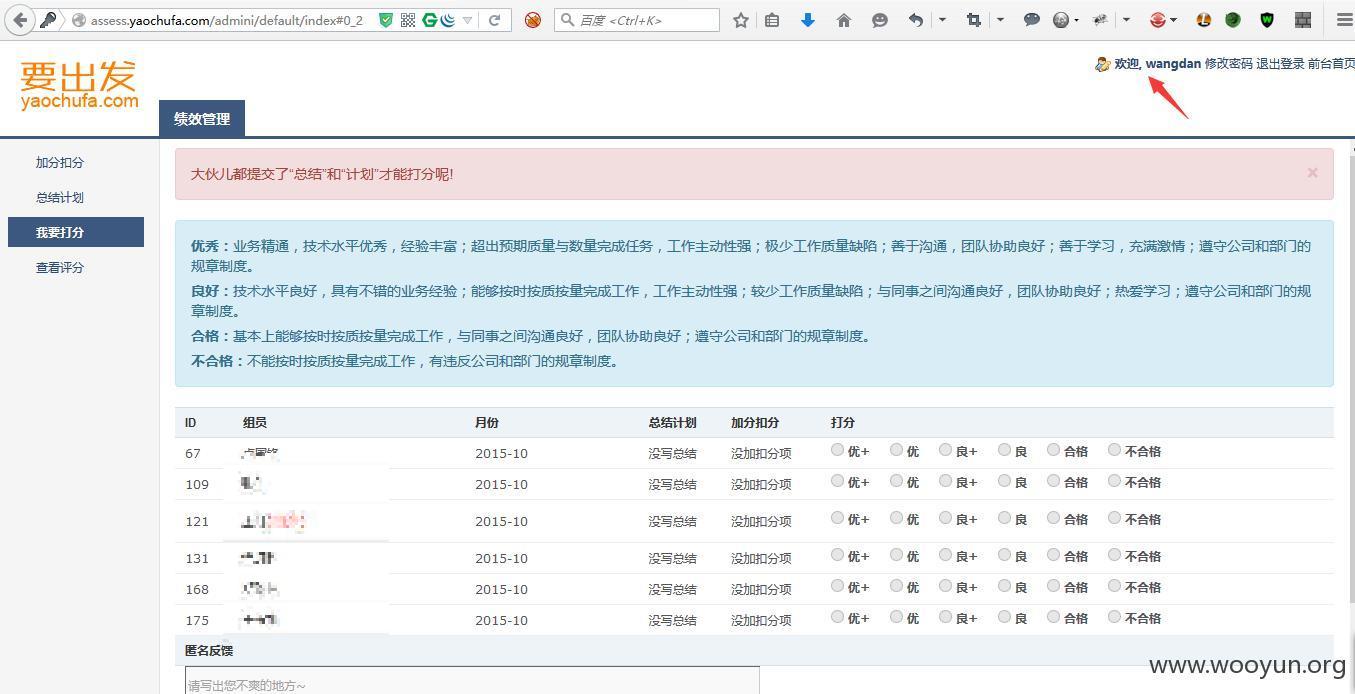 assess.yaochufa.com/admini/default/index#0_2
百度 <Ctrl+K>
欢迎, wangdan 修改密码 退出登录 前台首页
要出发
yaochufa.com
绩效管理
加分扣分
总结计划
我要打分
查看评分
大伙儿都提交了“总结”和“计划”才能打分呢!
×
优秀：业务精通，技术水平优秀，经验丰富；超出预期质量与数量完成任务，工作主动性强；极少工作质量缺陷；善于沟通，团队协助良好；善于学习，充满激情；遵守公司和部门的
规章制度。
良好：技术水平良好，具有不错的业务经验；能够按时按质按量完成工作，工作主动性强；较少工作质量缺陷；与同事之间沟通良好，团队协助良好；热爱学习；遵守公司和部门的规
章制度。
合格：基本上能够按时按质按量完成工作，与同事之间沟通良好，团队协助良好；遵守公司和部门的规章制度。
不合格：不能按时按质按量完成工作，有违反公司和部门的规章制度。
ID 组员 月份 总结计划 加分扣分 打分
67 2015-10 没写总结 没加扣分项 优+ 优 良+ 良 合格 不合格
109 2015-10 没写总结 没加扣分项 优+ 优 良+ 良 合格 不合格
121 2015-10 没写总结 没加扣分项 优+ 优 良+ 良 合格 不合格
131 2015-10 没写总结 没加扣分项 优+ 优 良+ 良 合格 不合格
168 2015-10 没写总结 没加扣分项 优+ 优 良+ 良 合格 不合格
175 2015-10 没写总结 没加扣分项 优+ 优 良+ 良 合格 不合格
匿名反馈
请写出您不爽的地方~
www.wooyun.org